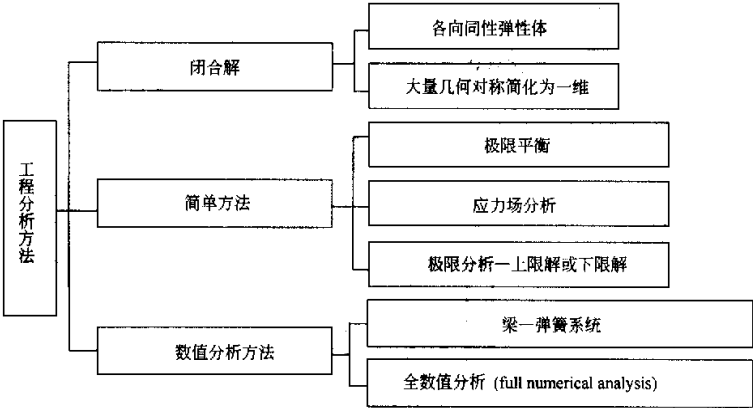 工程分析方法
闭合解
各向同性弹性体
大量几何对称简化为一维
简单方法
极限平衡
应力场分析
极限分析—上限解或下限解
数值分析方法
梁—弹簧系统
全数值分析 (full numerical analysis)